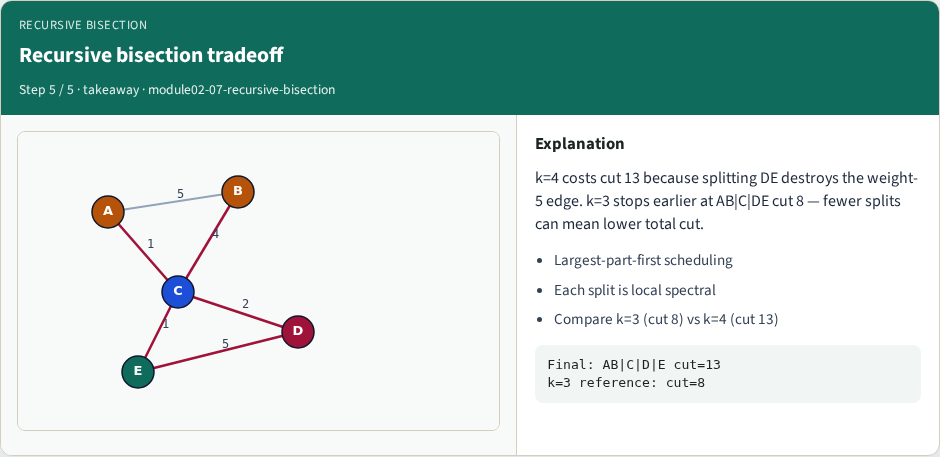 RECURSIVE BISECTION
Recursive bisection tradeoff
Step 5 / 5 · takeaway · module02-07-recursive-bisection
A
B
C
D
E
5
1
4
2
1
5
Explanation
k=4 costs cut 13 because splitting DE destroys the weight-
5 edge. k=3 stops earlier at AB|C|DE cut 8 — fewer splits
can mean lower total cut.
• Largest-part-first scheduling
• Each split is local spectral
• Compare k=3 (cut 8) vs k=4 (cut 13)
Final: AB|C|D|E cut=13
k=3 reference: cut=8